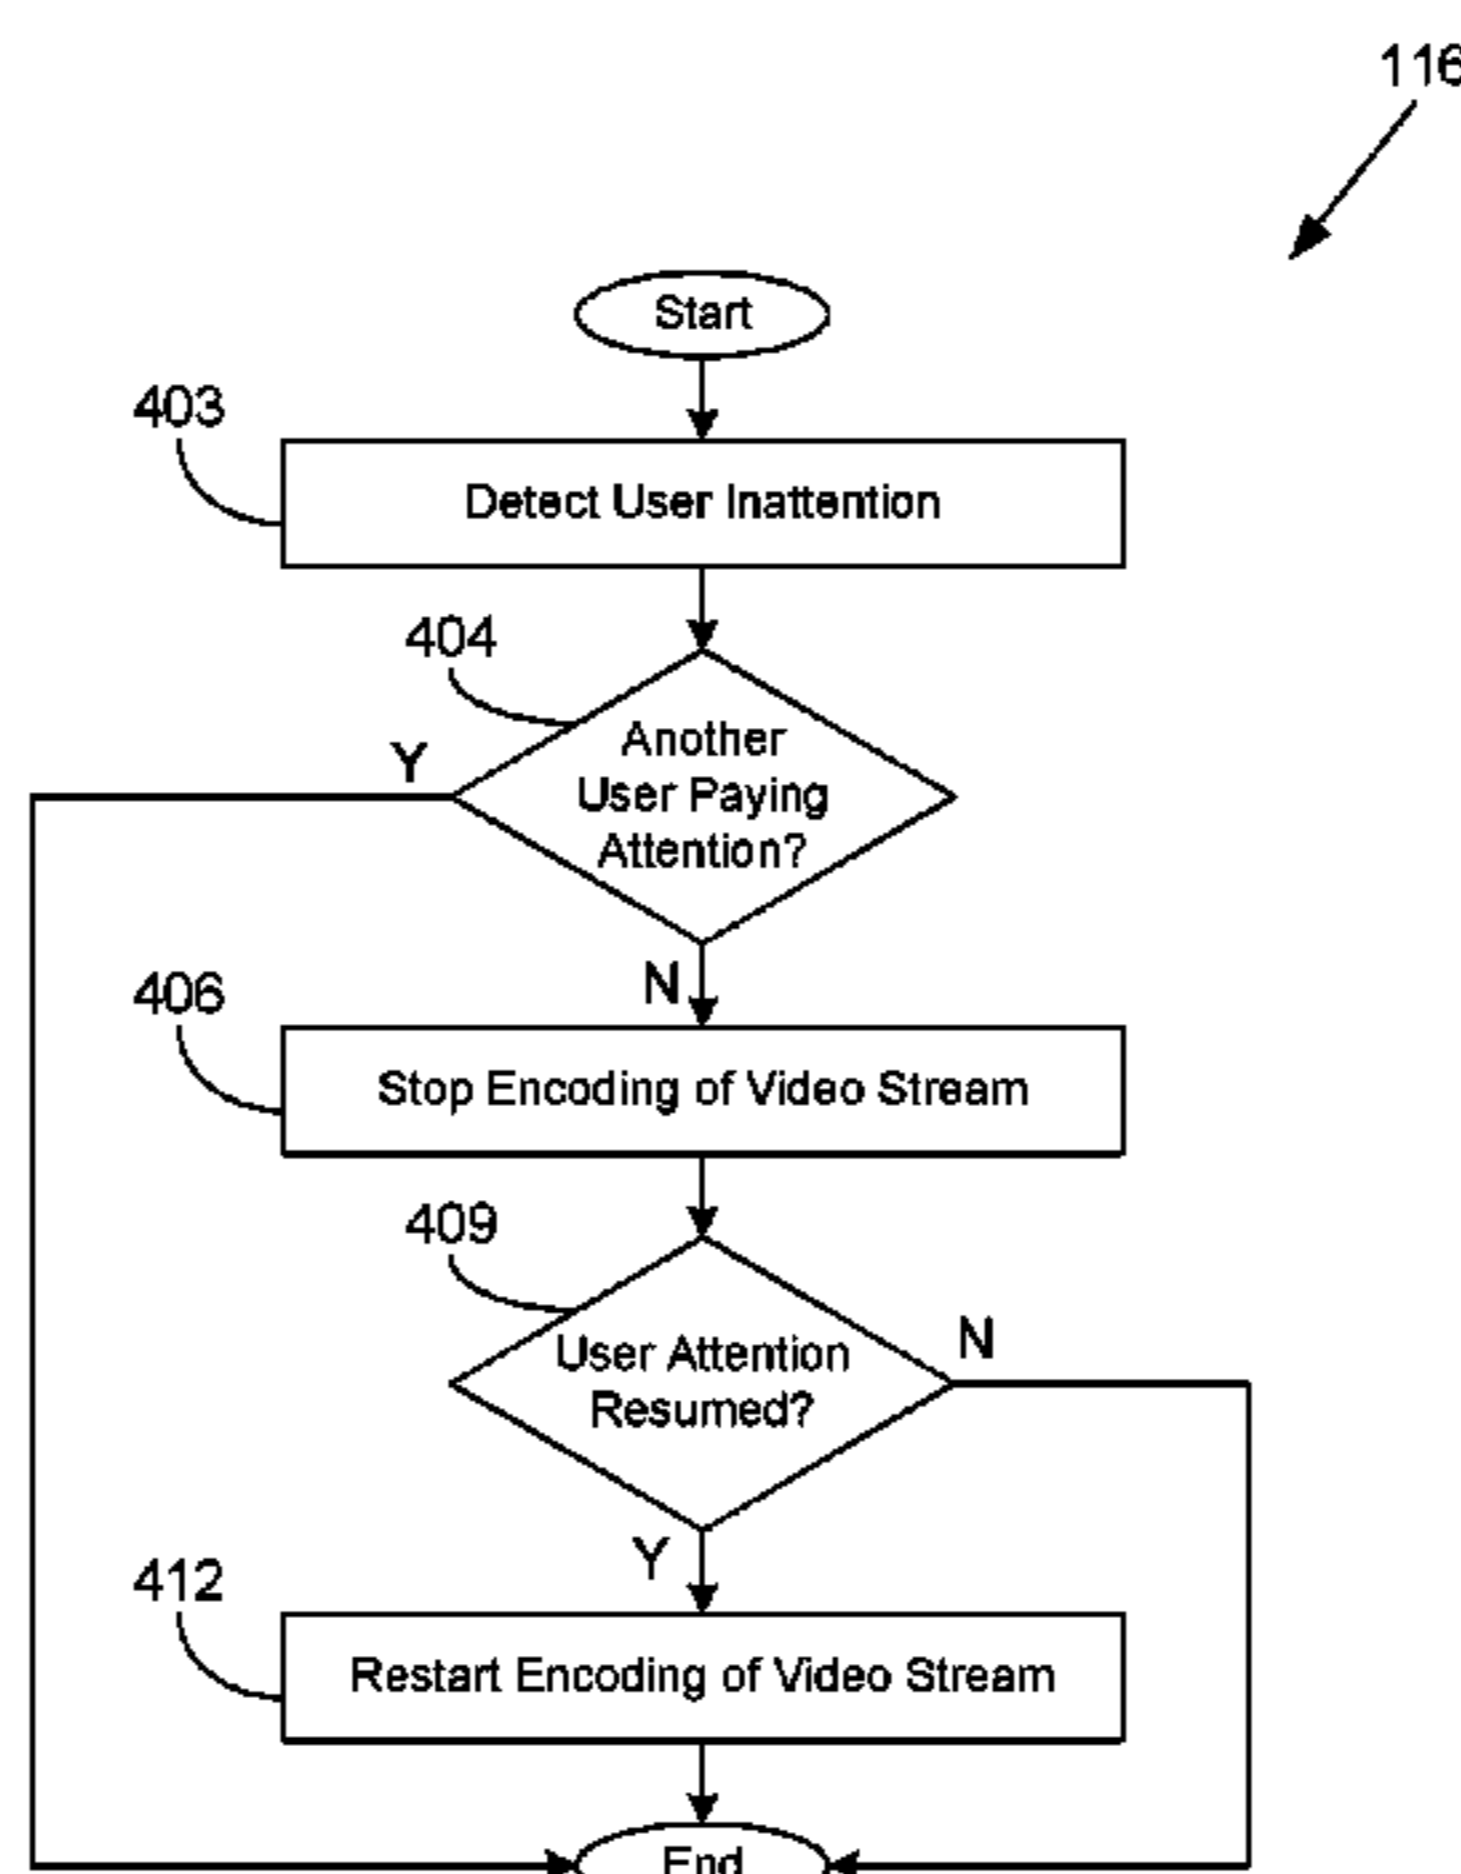 116
Start
403
Detect User Inattention
404
Y
Another
User Paying
Attention?
N
406
Stop Encoding of Video Stream
409
User Attention
Resumed?
N
Y
412
Restart Encoding of Video Stream
End